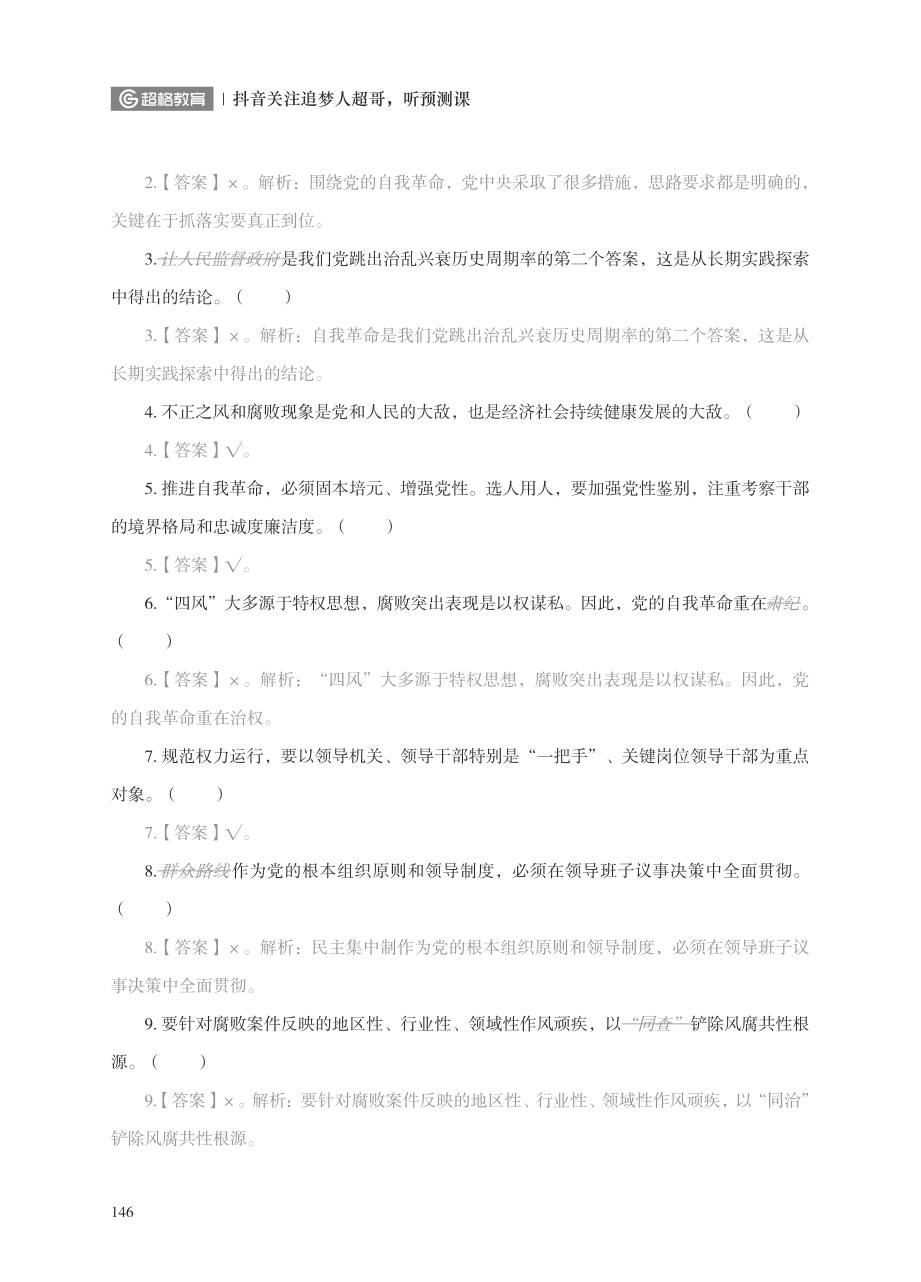 超格教育 | 抖音关注追梦人超哥，听预测课
2.【答案】×。解析：围绕党的自我革命，党中央采取了很多措施，思路要求都是明确的，
关键在于抓落实要真正到位。
3. 让人民监督政府是我们党跳出治乱兴衰历史周期率的第二个答案，这是从长期实践探索
中得出的结论。（　　）
3.【答案】×。解析：自我革命是我们党跳出治乱兴衰历史周期率的第二个答案，这是从
长期实践探索中得出的结论。
4. 不正之风和腐败现象是党和人民的大敌，也是经济社会持续健康发展的大敌。（　　）
4.【答案】√。
5. 推进自我革命，必须固本培元、增强党性。选人用人，要加强党性鉴别，注重考察干部
的境界格局和忠诚度廉洁度。（　　）
5.【答案】√。
6.“四风”大多源于特权思想，腐败突出表现是以权谋私。因此，党的自我革命重在肃纪。
（　　）
6.【答案】×。解析：“四风”大多源于特权思想，腐败突出表现是以权谋私。因此，党
的自我革命重在治权。
7. 规范权力运行，要以领导机关、领导干部特别是“一把手”、关键岗位领导干部为重点
对象。（　　）
7.【答案】√。
8. 群众路线作为党的根本组织原则和领导制度，必须在领导班子议事决策中全面贯彻。
（　　）
8.【答案】×。解析：民主集中制作为党的根本组织原则和领导制度，必须在领导班子议
事决策中全面贯彻。
9. 要针对腐败案件反映的地区性、行业性、领域性作风顽疾，以“同查”铲除风腐共性根
源。（　　）
9.【答案】×。解析：要针对腐败案件反映的地区性、行业性、领域性作风顽疾，以“同治”
铲除风腐共性根源。
146